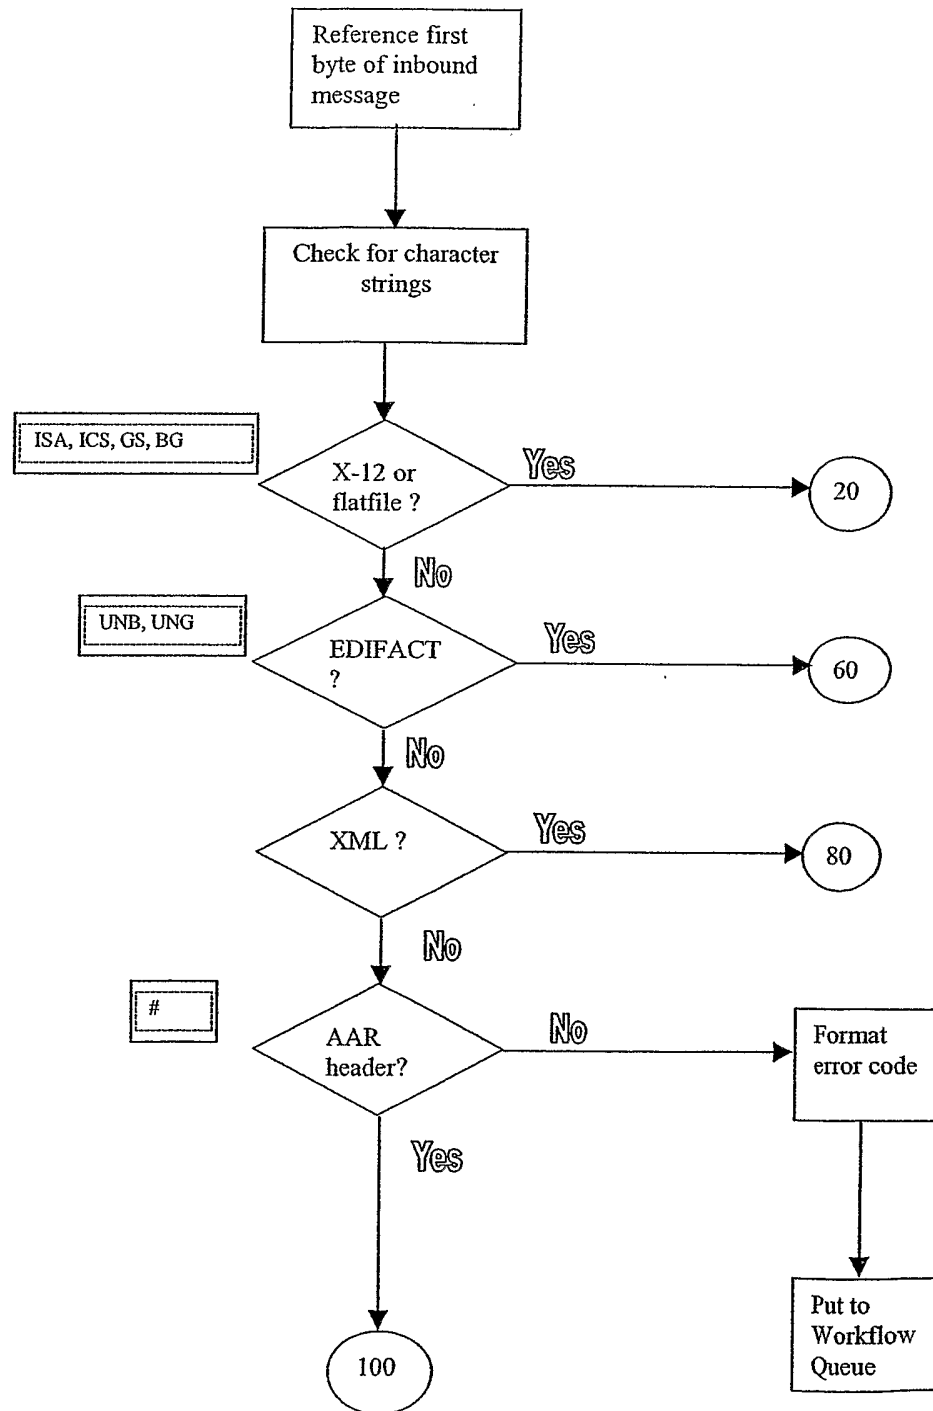 Reference first
byte of inbound
message
Check for character
strings
ISA, ICS, GS, BG
X-12 or
flatfile ?
Yes
20
No
UNB, UNG
EDIFACT
?
Yes
60
No
XML ?
Yes
80
No
#
AAR
header?
No
Format
error code
Yes
Put to
Workflow
Queue
100